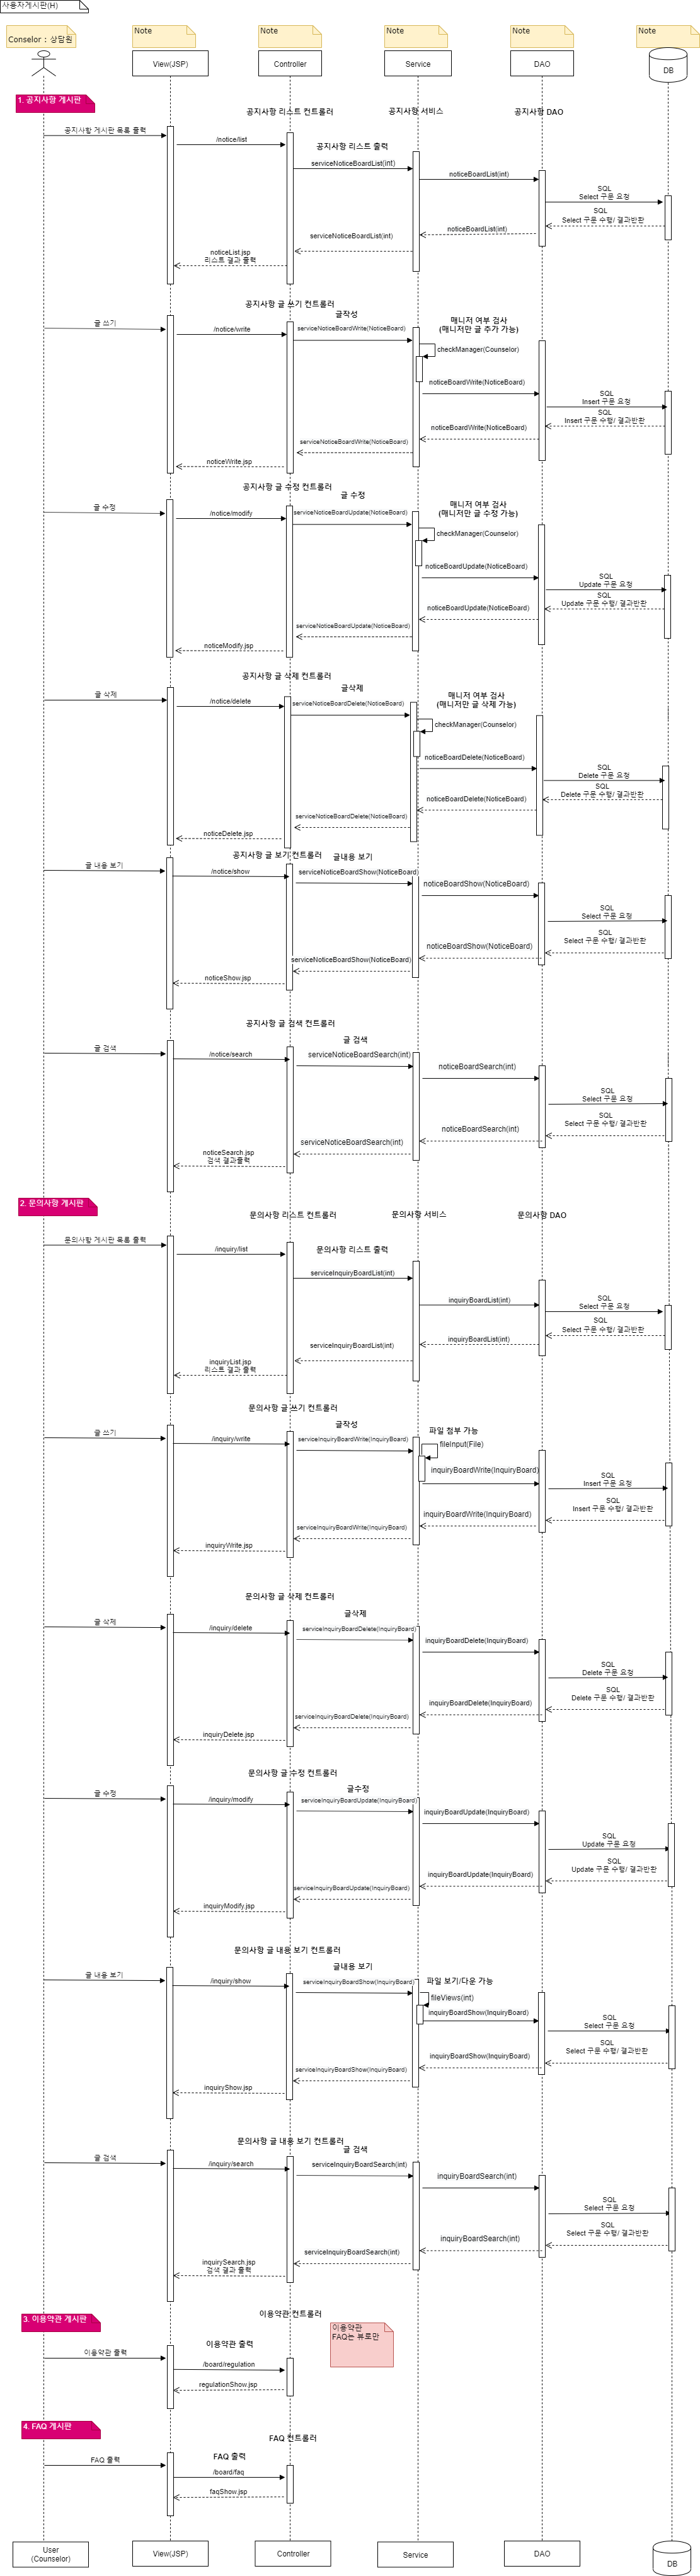 사용자게시판(H)
Conselor : 상담원
Note
Note
Note
Note
Note
View(JSP)
Controller
Service
DAO
DB
1. 공지사항 게시판
공지사항 리스트 컨트롤러
공지사항 서비스
공지사항 DAO
공지사항 게시판 목록 출력
/notice/list
공지사항 리스트 출력
serviceNoticeBoardList(int)
noticeBoardList(int)
SQL
Select 구문 요청
SQL
Select 구문 수행/ 결과반환
noticeBoardList(int)
serviceNoticeBoardList(int)
noticeList.jsp
리스트 결과 출력
공지사항 글 쓰기 컨트롤러
글작성
글 쓰기
/notice/write
serviceNoticeBoardWrite(NoticeBoard)
매니저 여부 검사
(매니저만 글 추가 가능)
checkManager(Counselor)
noticeBoardWrite(NoticeBoard)
SQL
Insert 구문 요청
SQL
Insert 구문 수행/ 결과반환
noticeBoardWrite(NoticeBoard)
serviceNoticeBoardWrite(NoticeBoard)
noticeWrite.jsp
공지사항 글 수정 컨트롤러
글 수정
글 수정
/notice/modify
serviceNoticeBoardUpdate(NoticeBoard)
매니저 여부 검사
(매니저만 글 수정 가능)
checkManager(Counselor)
noticeBoardUpdate(NoticeBoard)
SQL
Update 구문 요청
SQL
Update 구문 수행/ 결과반환
noticeBoardUpdate(NoticeBoard)
serviceNoticeBoardUpdate(NoticeBoard)
noticeModify.jsp
공지사항 글 삭제 컨트롤러
글삭제
글 삭제
/notice/delete
serviceNoticeBoardDelete(NoticeBoard)
매니저 여부 검사
(매니저만 글 삭제 가능)
checkManager(Counselor)
noticeBoardDelete(NoticeBoard)
SQL
Delete 구문 요청
SQL
Delete 구문 수행/ 결과반환
noticeBoardDelete(NoticeBoard)
serviceNoticeBoardDelete(NoticeBoard)
noticeDelete.jsp
공지사항 글 보기 컨트롤러
글내용 보기
글 내용 보기
/notice/show
serviceNoticeBoardShow(NoticeBoard)
noticeBoardShow(NoticeBoard)
SQL
Select 구문 요청
SQL
Select 구문 수행/ 결과반환
noticeBoardShow(NoticeBoard)
serviceNoticeBoardShow(NoticeBoard)
noticeShow.jsp
공지사항 글 검색 컨트롤러
글 검색
글 검색
/notice/search
serviceNoticeBoardSearch(int)
noticeBoardSearch(int)
SQL
Select 구문 요청
SQL
Select 구문 수행/ 결과반환
noticeBoardSearch(int)
serviceNoticeBoardSearch(int)
noticeSearch.jsp
검색 결과출력
2. 문의사항 게시판
문의사항 리스트 컨트롤러
문의사항 서비스
문의사항 DAO
문의사항 게시판 목록 출력
/inquiry/list
문의사항 리스트 출력
serviceInquiryBoardList(int)
inquiryBoardList(int)
SQL
Select 구문 요청
SQL
Select 구문 수행/ 결과반환
inquiryBoardList(int)
serviceInquiryBoardList(int)
inquiryList.jsp
리스트 결과 출력
문의사항 글 쓰기 컨트롤러
글작성
글 쓰기
/inquiry/write
serviceInquiryBoardWrite(InquiryBoard)
파일 첨부 가능
fileInput(File)
inquiryBoardWrite(InquiryBoard)
SQL
Insert 구문 요청
SQL
Insert 구문 수행/ 결과반환
inquiryBoardWrite(InquiryBoard)
serviceInquiryBoardWrite(InquiryBoard)
inquiryWrite.jsp
문의사항 글 삭제 컨트롤러
글삭제
글 삭제
/inquiry/delete
serviceInquiryBoardDelete(InquiryBoard)
inquiryBoardDelete(InquiryBoard)
SQL
Delete 구문 요청
SQL
Delete 구문 수행/ 결과반환
inquiryBoardDelete(InquiryBoard)
serviceInquiryBoardDelete(InquiryBoard)
inquiryDelete.jsp
문의사항 글 수정 컨트롤러
글수정
글 수정
/inquiry/modify
serviceInquiryBoardUpdate(InquiryBoard)
inquiryBoardUpdate(InquiryBoard)
SQL
Update 구문 요청
SQL
Update 구문 수행/ 결과반환
inquiryBoardUpdate(InquiryBoard)
serviceInquiryBoardUpdate(InquiryBoard)
inquiryModify.jsp
문의사항 글 내용 보기 컨트롤러
글내용 보기
글 내용 보기
/inquiry/show
serviceInquiryBoardShow(InquiryBoard)
파일 보기/다운 가능
fileViews(int)
inquiryBoardShow(InquiryBoard)
SQL
Select 구문 요청
SQL
Select 구문 수행/ 결과반환
inquiryBoardShow(InquiryBoard)
serviceInquiryBoardShow(InquiryBoard)
inquiryShow.jsp
문의사항 글 내용 보기 컨트롤러
글 검색
글 검색
/inquiry/search
serviceInquiryBoardSearch(int)
inquiryBoardSearch(int)
SQL
Select 구문 요청
SQL
Select 구문 수행/ 결과반환
inquiryBoardSearch(int)
serviceInquiryBoardSearch(int)
inquirySearch.jsp
검색 결과 출력
3. 이용약관 게시판
이용약관 컨트롤러
이용약관
FAQ는 뷰로만
이용약관 출력
이용약관 출력
/board/regulation
regulationShow.jsp
4. FAQ 게시판
FAQ 컨트롤러
FAQ 출력
FAQ 출력
/board/faq
faqShow.jsp
User
(Counselor)
View(JSP)
Controller
Service
DAO
DB